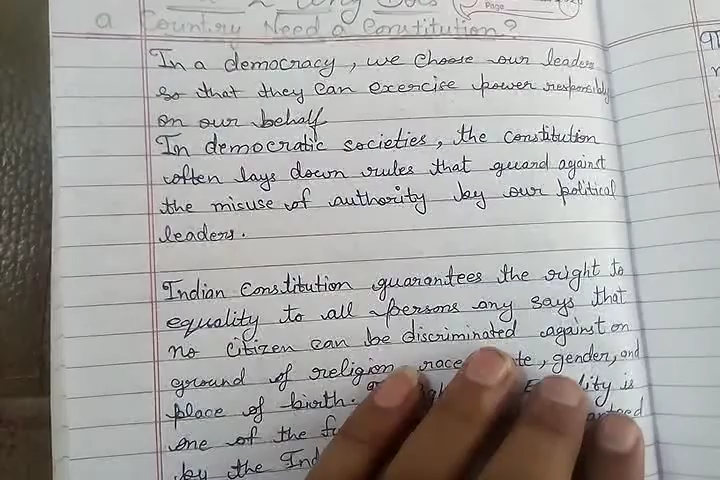 Does
Page
a Country Need a Constitution?
In a democracy, we choose our leaders
so that they can exercise power responsibly
on our behalf
In democratic societies, the constitution
often lays down rules that guard against
the misuse of authority by our political
leaders.
Indian Constitution guarantees the right to
equality to all persons any says that
no citizen can be discriminated against on
ground of religion, race, gender, and
place of birth. is
one of the
by the Ind